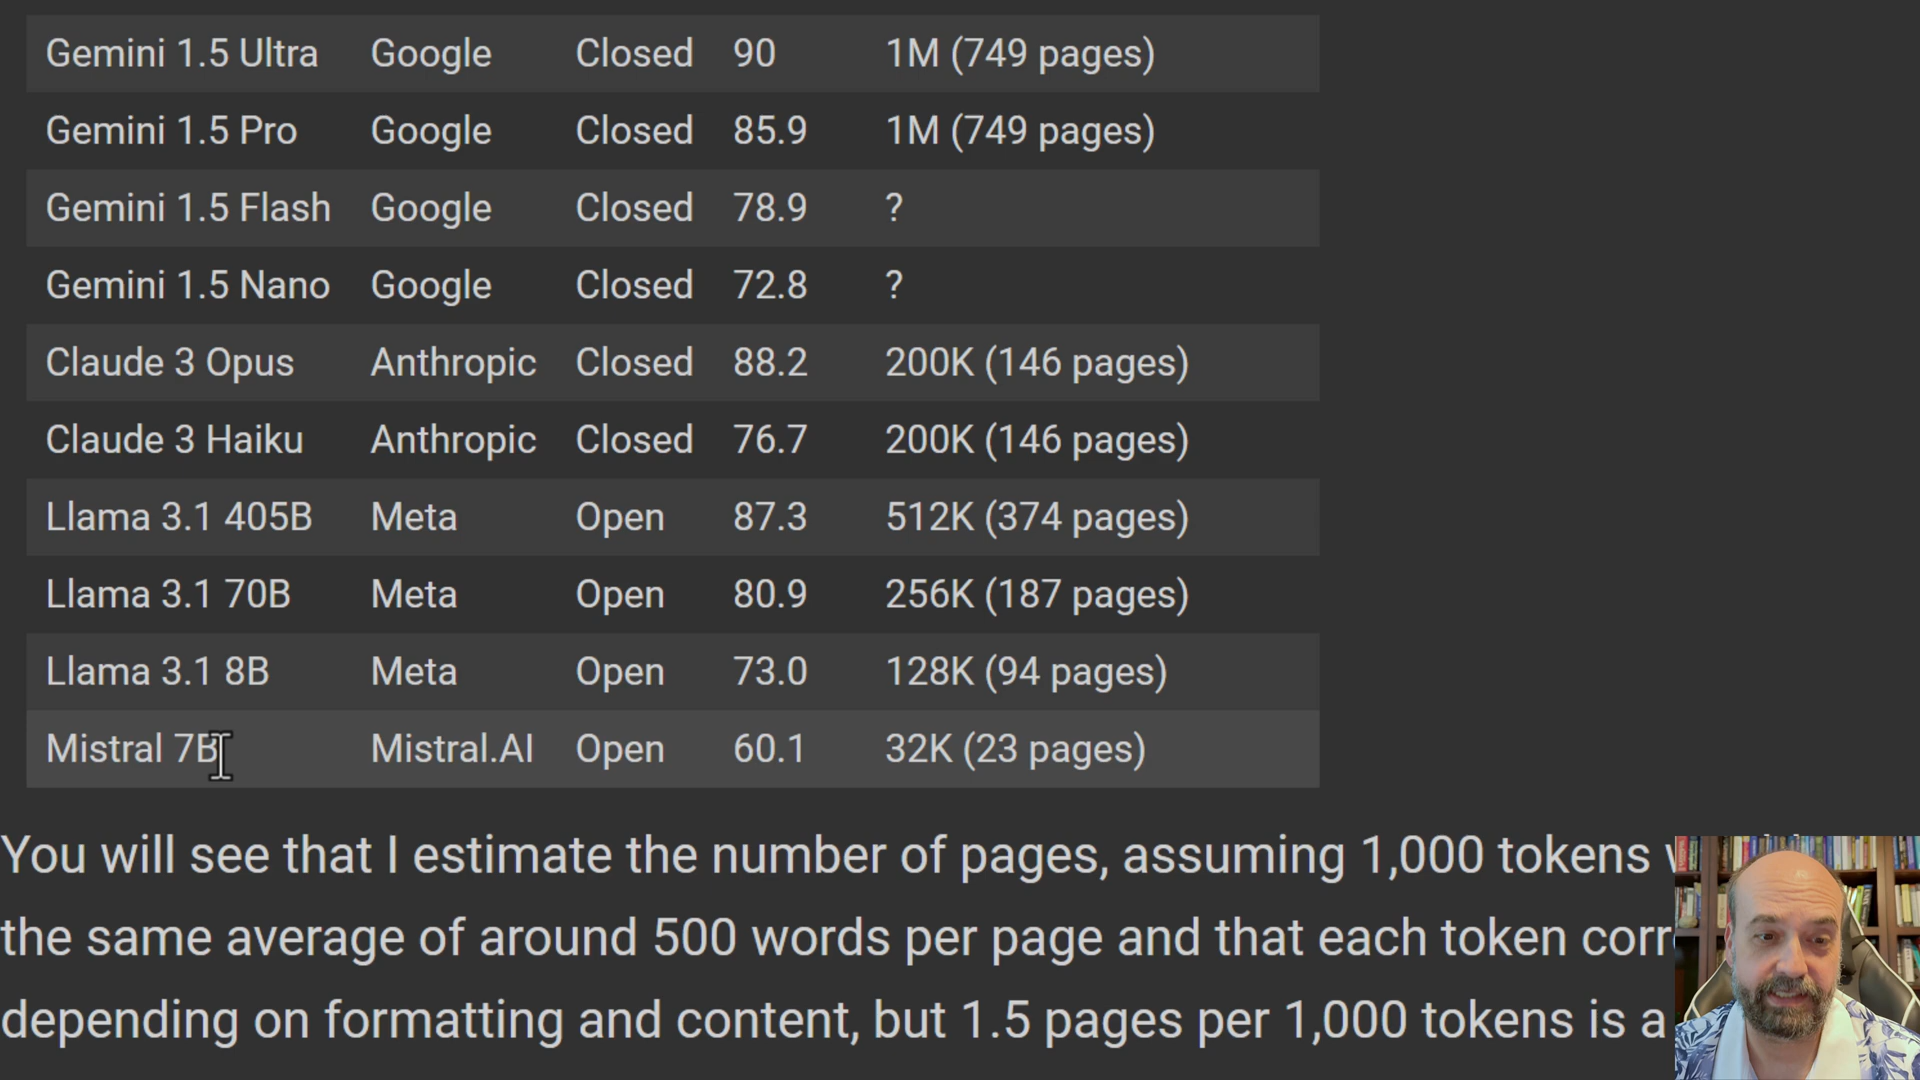 Gemini 1.5 Ultra Google Closed 90 1M (749 pages)
Gemini 1.5 Pro Google Closed 85.9 1M (749 pages)
Gemini 1.5 Flash Google Closed 78.9 ?
Gemini 1.5 Nano Google Closed 72.8 ?
Claude 3 Opus Anthropic Closed 88.2 200K (146 pages)
Claude 3 Haiku Anthropic Closed 76.7 200K (146 pages)
Llama 3.1 405B Meta Open 87.3 512K (374 pages)
Llama 3.1 70B Meta Open 80.9 256K (187 pages)
Llama 3.1 8B Meta Open 73.0 128K (94 pages)
Mistral 7B Mistral.AI Open 60.1 32K (23 pages)
You will see that I estimate the number of pages, assuming 1,000 tokens
the same average of around 500 words per page and that each token corr
depending on formatting and content, but 1.5 pages per 1,000 tokens is a